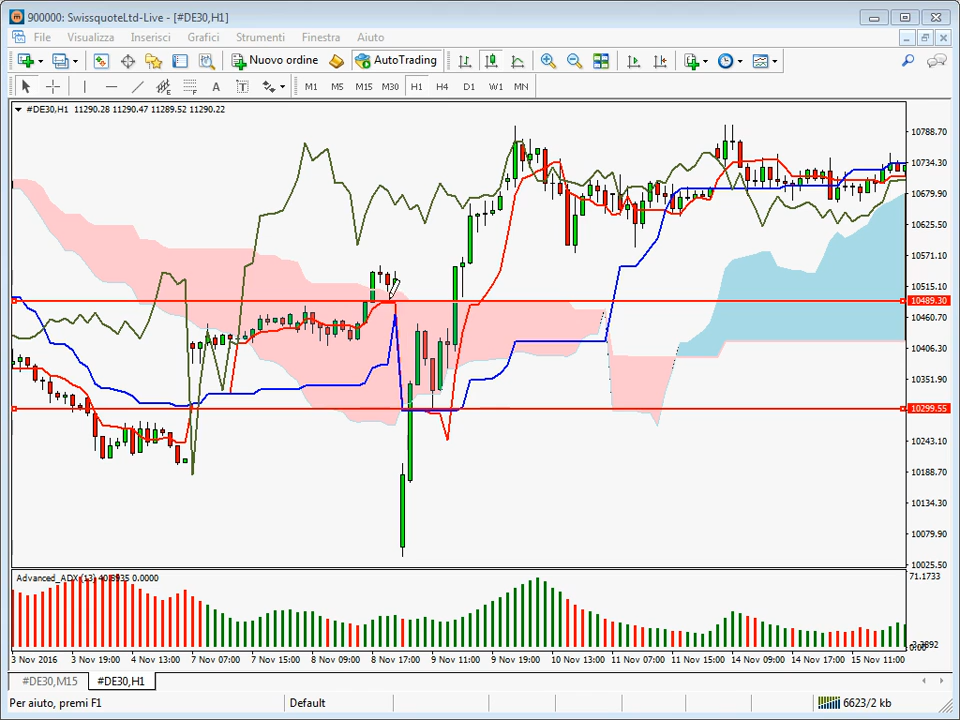 900000: SwissquoteLtd-Live - [#DE30,H1]
File Visualizza Inserisci Grafici Strumenti Finestra Aiuto
Nuovo ordine AutoTrading
A T M1 M5 M15 M30 H1 H4 D1 W1 MN
#DE30,H1 11290.28 11290.47 11289.52 11290.22
10788.70
10734.30
10679.90
10625.50
10571.10
10515.10
10489.30
10460.70
10406.30
10351.90
10299.55
10243.10
10188.70
10134.30
10079.90
10025.50
Advanced_ADX (13) 40.8935 0.0000
71.1733
3 Nov 2016 3 Nov 19:00 4 Nov 13:00 7 Nov 07:00 7 Nov 15:00 8 Nov 09:00 8 Nov 17:00 9 Nov 11:00 9 Nov 19:00 10 Nov 13:00 11 Nov 07:00 11 Nov 15:00 14 Nov 09:00 14 Nov 17:00 15 Nov 11:00
#DE30,M15 #DE30,H1
Per aiuto, premi F1 Default 6623/2 kb